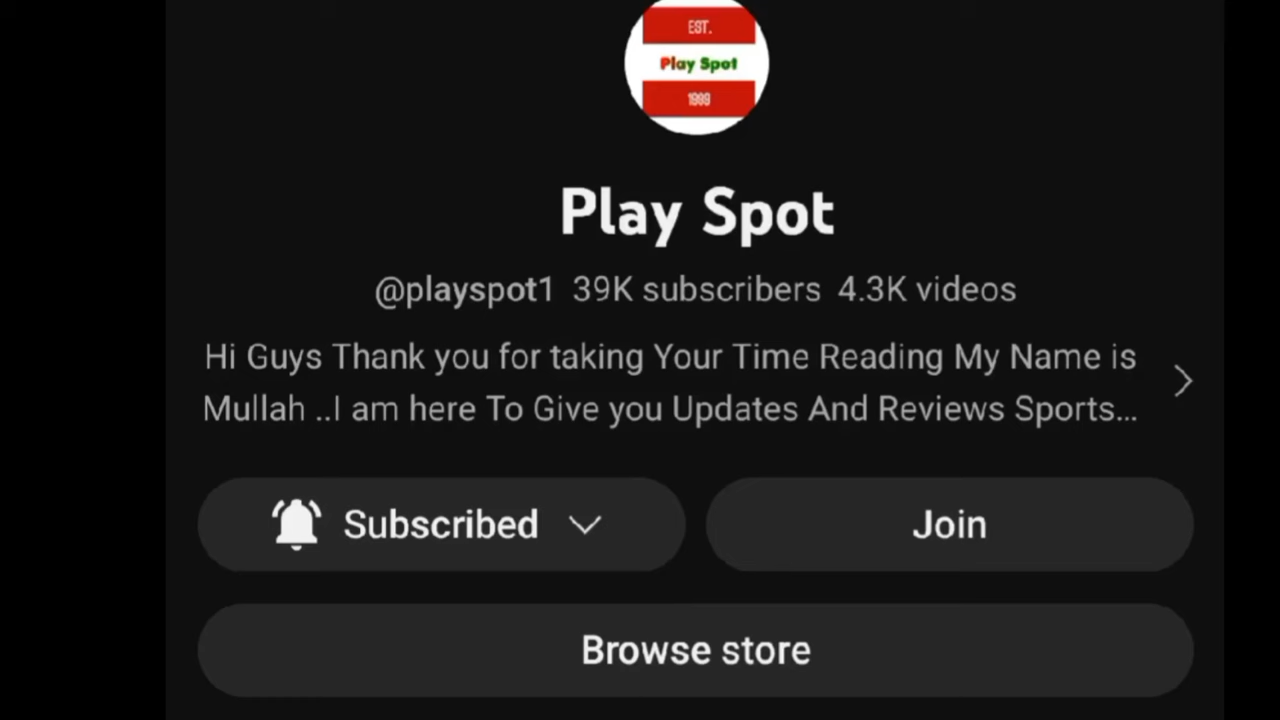 EST.
Play Spot
1999
Play Spot
@playspot1 39K subscribers 4.3K videos
Hi Guys Thank you for taking Your Time Reading My Name is
Mullah ..I am here To Give you Updates And Reviews Sports...
Subscribed
Join
Browse store